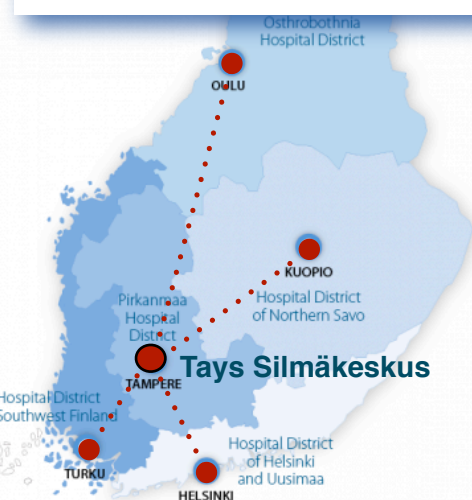 Osthrobothnia
Hospital District
OULU
KUOPIO
Pirkanmaa
Hospital
District
Hospital District
of Northern Savo
Tays Silmäkeskus
TAMPERE
Hospital District
Southwest Finland
TURKU
Hospital District
of Helsinki
and Uusimaa
HELSINKI